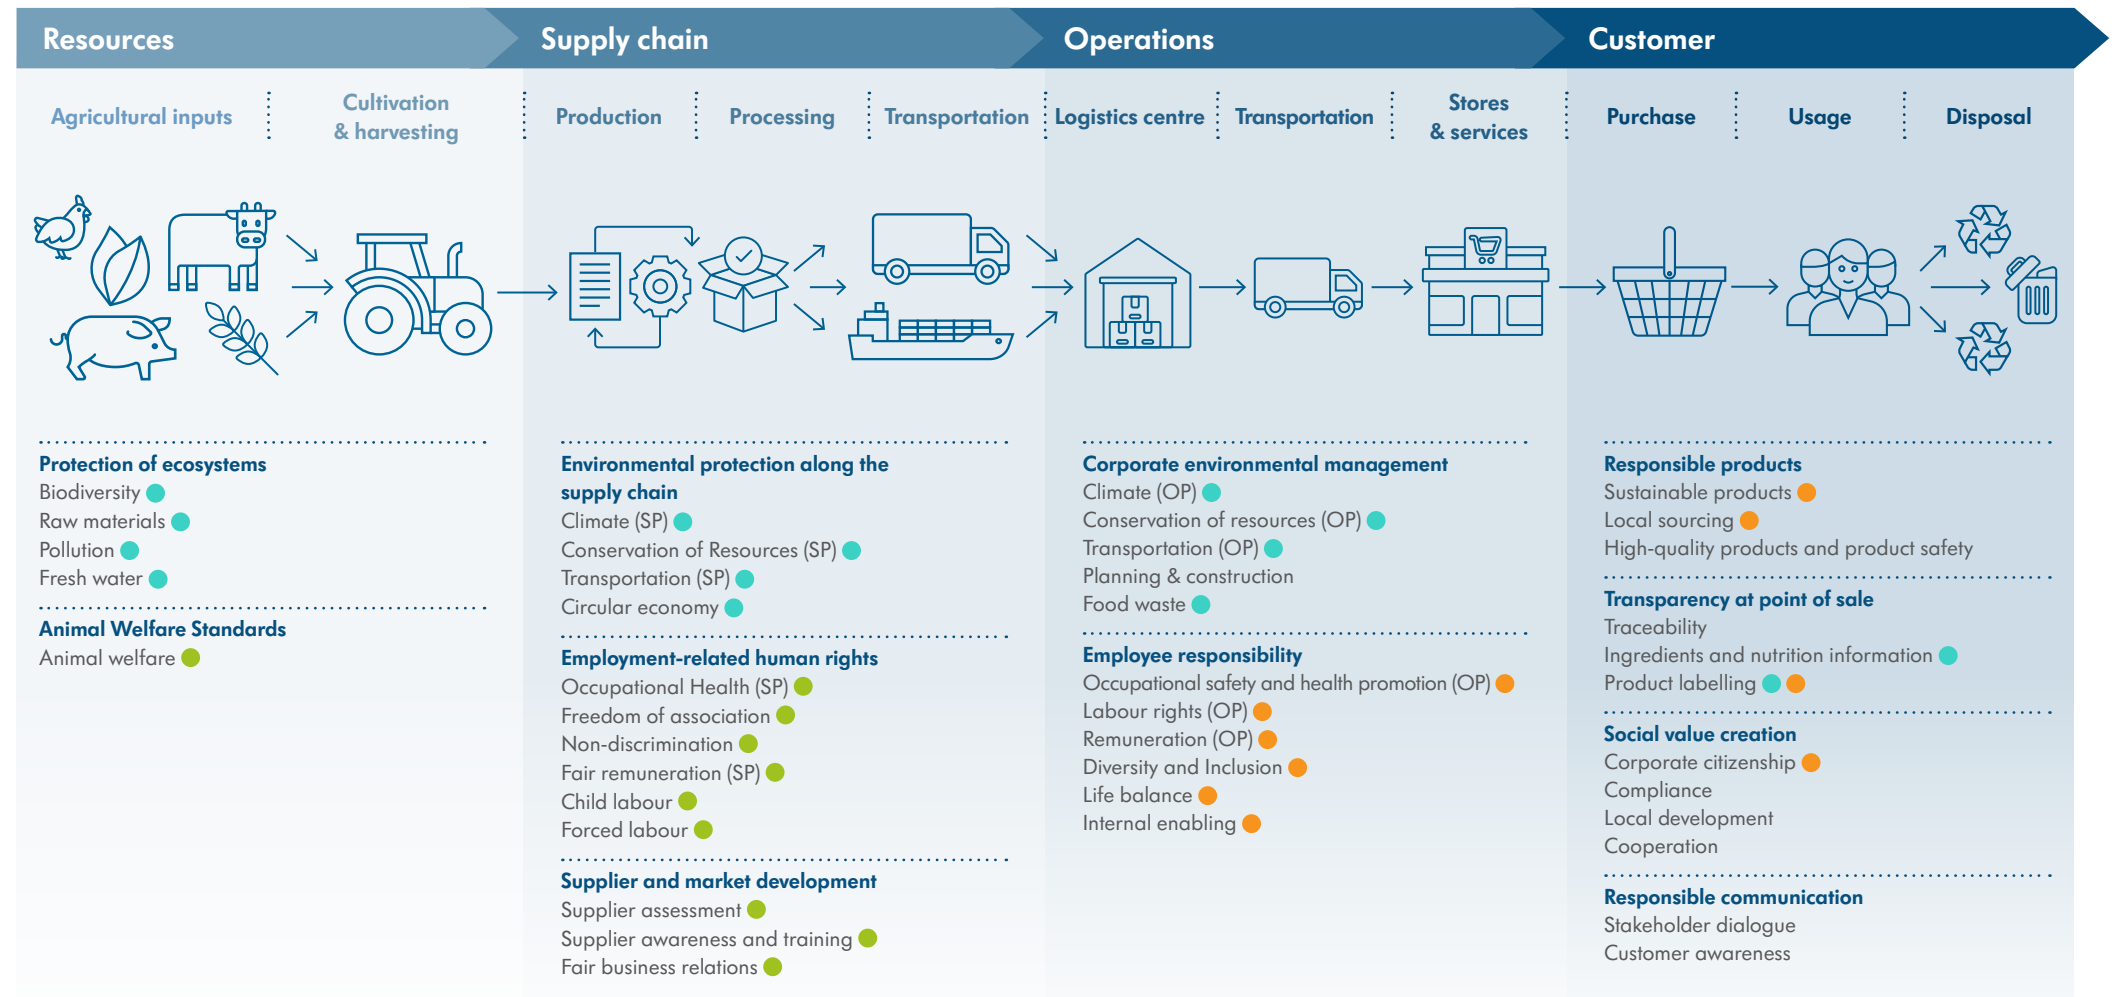 Resources
Supply chain
Operations
Customer
Agricultural inputs
Cultivation
& harvesting
Production
Processing
Transportation
Logistics centre
Transportation
Stores
& services
Purchase
Usage
Disposal
Protection of ecosystems
Biodiversity
Raw materials
Pollution
Fresh water
Animal Welfare Standards
Animal welfare
Environmental protection along the
supply chain
Climate (SP)
Conservation of Resources (SP)
Transportation (SP)
Circular economy
Employment-related human rights
Occupational Health (SP)
Freedom of association
Non-discrimination
Fair remuneration (SP)
Child labour
Forced labour
Supplier and market development
Supplier assessment
Supplier awareness and training
Fair business relations
Corporate environmental management
Climate (OP)
Conservation of resources (OP)
Transportation (OP)
Planning & construction
Food waste
Employee responsibility
Occupational safety and health promotion (OP)
Labour rights (OP)
Remuneration (OP)
Diversity and Inclusion
Life balance
Internal enabling
Responsible products
Sustainable products
Local sourcing
High-quality products and product safety
Transparency at point of sale
Traceability
Ingredients and nutrition information
Product labelling
Social value creation
Corporate citizenship
Compliance
Local development
Cooperation
Responsible communication
Stakeholder dialogue
Customer awareness